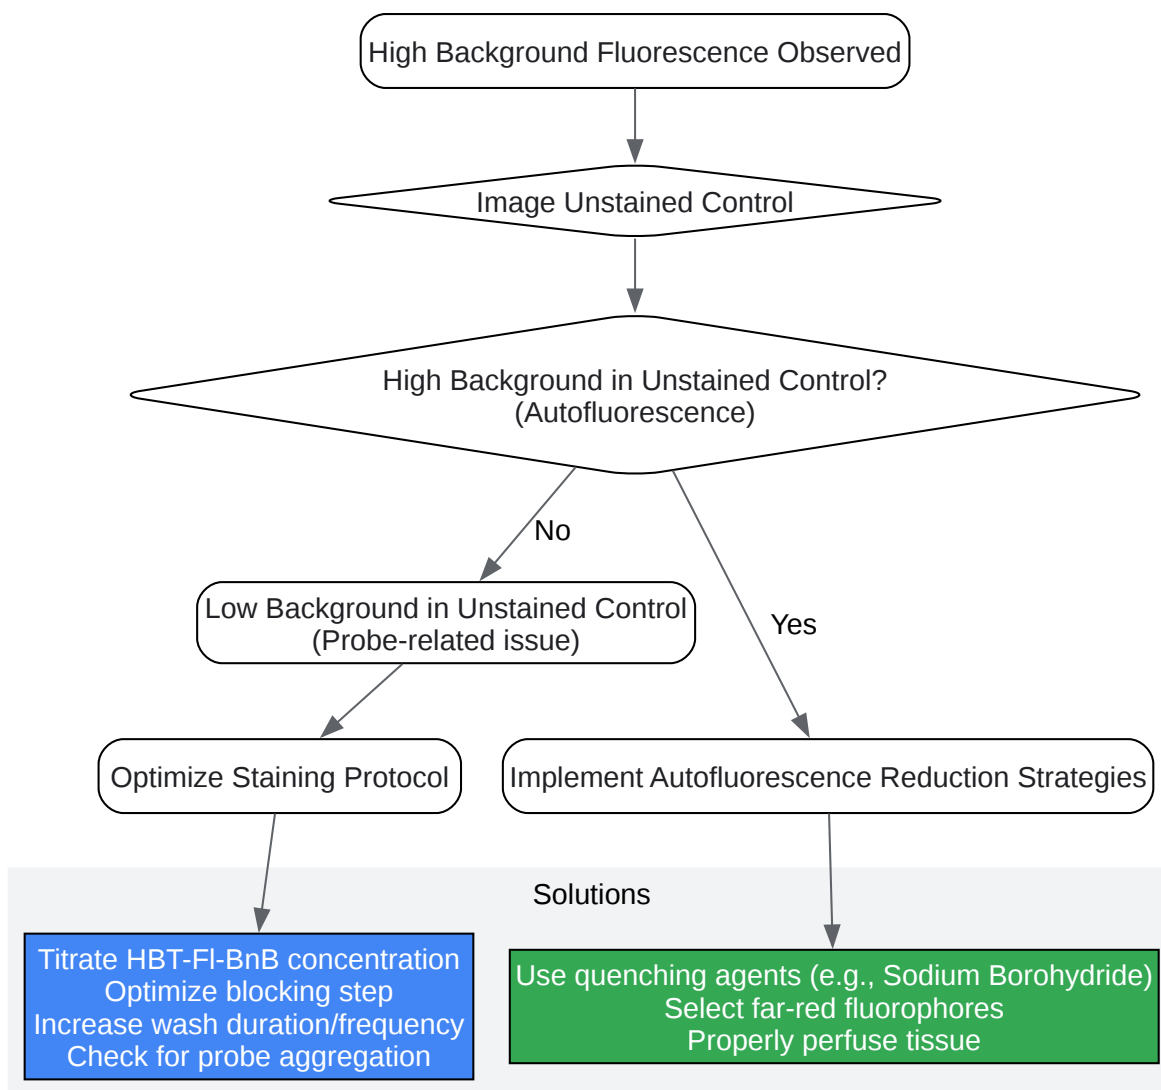 High Background Fluorescence Observed
Image Unstained Control
High Background in Unstained Control?
(Autofluorescence)
No
Low Background in Unstained Control
(Probe-related issue)
Yes
Optimize Staining Protocol
Implement Autofluorescence Reduction Strategies
Solutions
Titrate HBT-Fl-BnB concentration
Optimize blocking step
Increase wash duration/frequency
Check for probe aggregation
Use quenching agents (e.g., Sodium Borohydride)
Select far-red fluorophores
Properly perfuse tissue